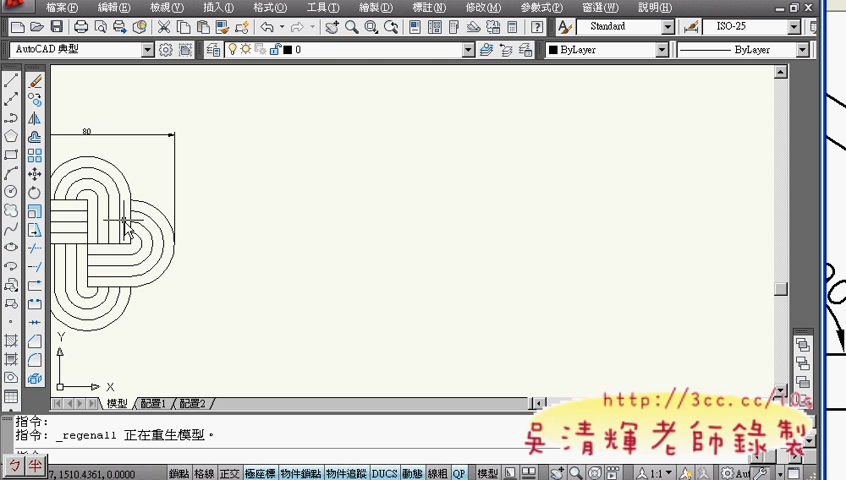 檔案(F) 編輯(E) 檢視(V) 插入(I) 格式(O) 工具(T) 繪製(D) 標註(N) 修改(M) 參數(P) 視窗(W) 說明(H)
Standard ISO-25
AutoCAD 典型 0 ByLayer ByLayer
80
Y
X
模型 配置1 配置2
http://3cc.cc/
吳清輝老師錄製
指令:
指令: _regenall 正在重生模型。
指令:
ㄅ 半
7, 1510.4361, 0.0000 鎖點 格線 正交 極座標 物件鎖點 物件追蹤 DUCS 動態 線粗 QP 模型 1:1